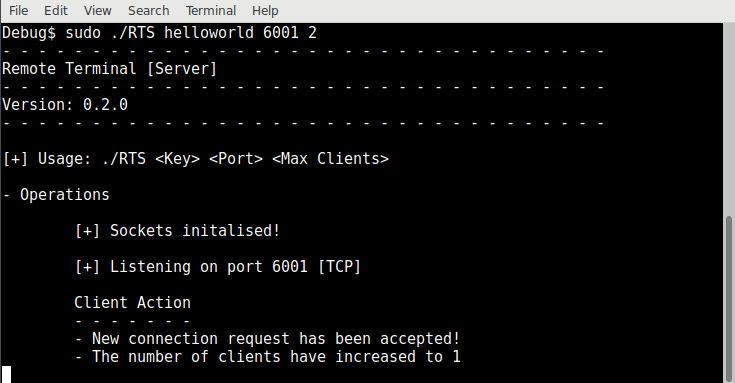 File Edit View Search Terminal Help
Debug$ sudo ./RTS helloworld 6001 2
- - - - - - - - - - - - - - - - - - - - - - - - - - - - - - - - - -
Remote Terminal [Server]
- - - - - - - - - - - - - - - - - - - - - - - - - - - - - - - - - -
Version: 0.2.0
- - - - - - - - - - - - - - - - - - - - - - - - - - - - - - - - - -
[+] Usage: ./RTS <Key> <Port> <Max Clients>
- Operations
[+] Sockets initalised!
[+] Listening on port 6001 [TCP]
Client Action
- - - - - - -
- New connection request has been accepted!
- The number of clients have increased to 1